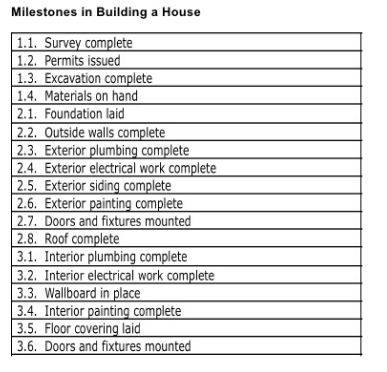 Milestones in Building a House
1.1. Survey complete
1.2. Permits issued
1.3. Excavation complete
1.4. Materials on hand
2.1. Foundation laid
2.2. Outside walls complete
2.3. Exterior plumbing complete
2.4. Exterior electrical work complete
2.5. Exterior siding complete
2.6. Exterior painting complete
2.7. Doors and fixtures mounted
2.8. Roof complete
3.1. Interior plumbing complete
3.2. Interior electrical work complete
3.3. Wallboard in place
3.4. Interior painting complete
3.5. Floor covering laid
3.6. Doors and fixtures mounted